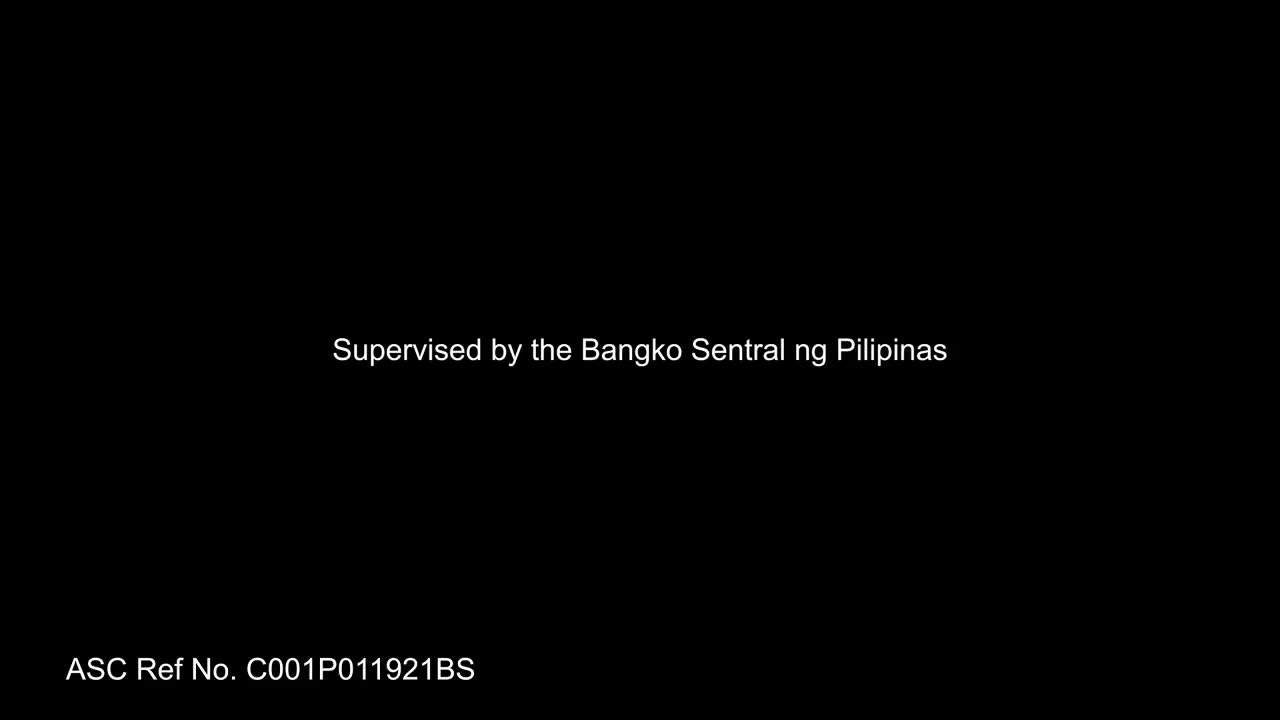 Supervised by the Bangko Sentral ng Pilipinas
ASC Ref No. C001P011921BS